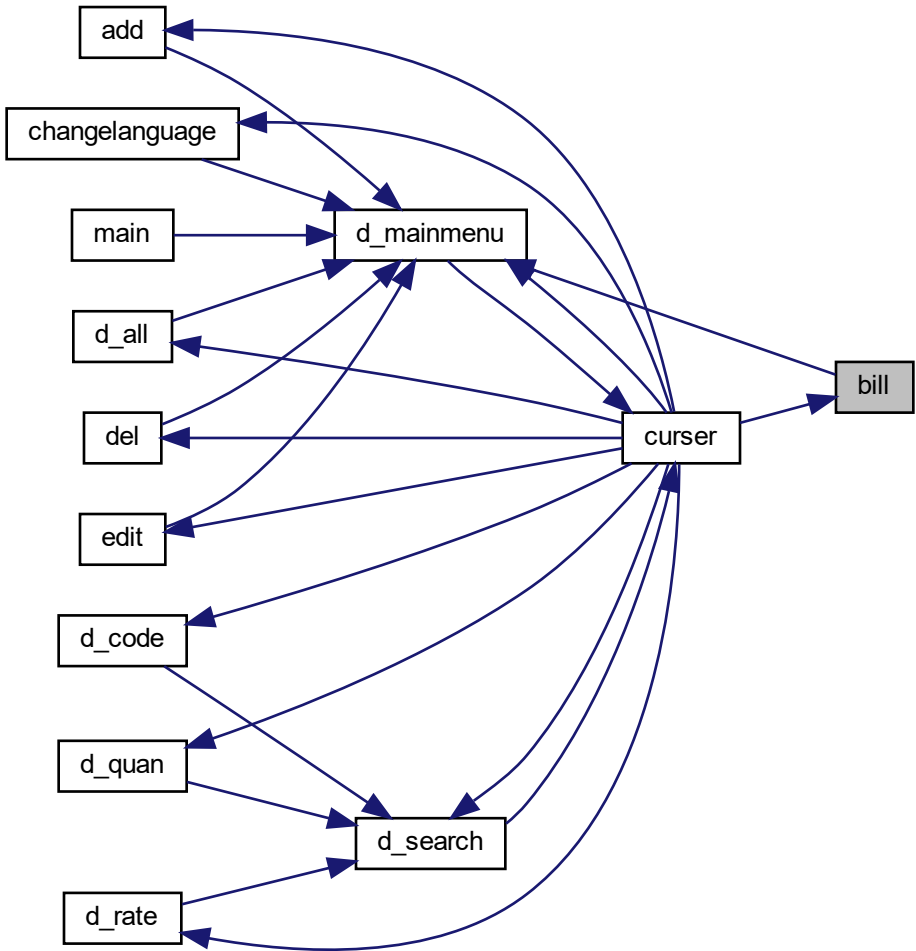 add
changelanguage
main
d_mainmenu
d_all
bill
del
curser
edit
d_code
d_quan
d_search
d_rate